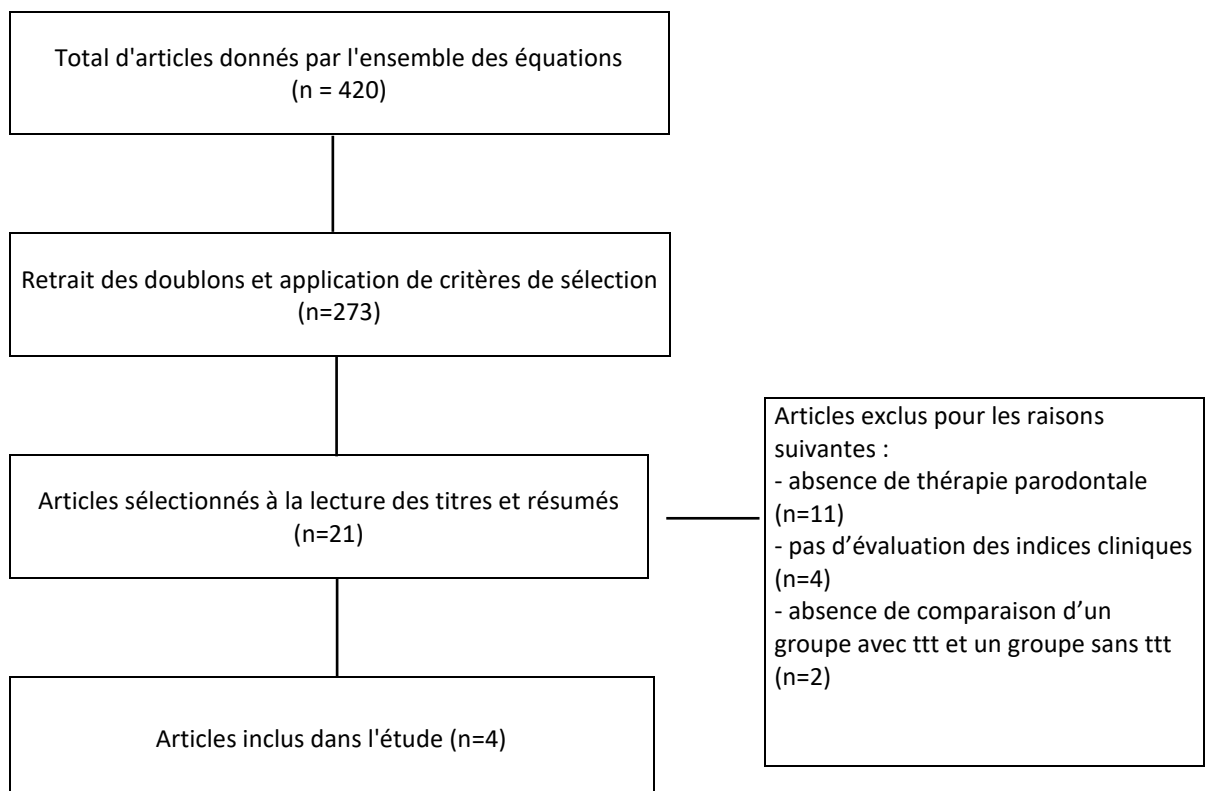 Total d'articles donnés par l'ensemble des équations
(n = 420)
Retrait des doublons et application de critères de sélection
(n=273)
Articles sélectionnés à la lecture des titres et résumés
(n=21)
Articles exclus pour les raisons
suivantes :
- absence de thérapie parodontale
(n=11)
- pas d’évaluation des indices cliniques
(n=4)
- absence de comparaison d’un
groupe avec ttt et un groupe sans ttt
(n=2)
Articles inclus dans l'étude (n=4)